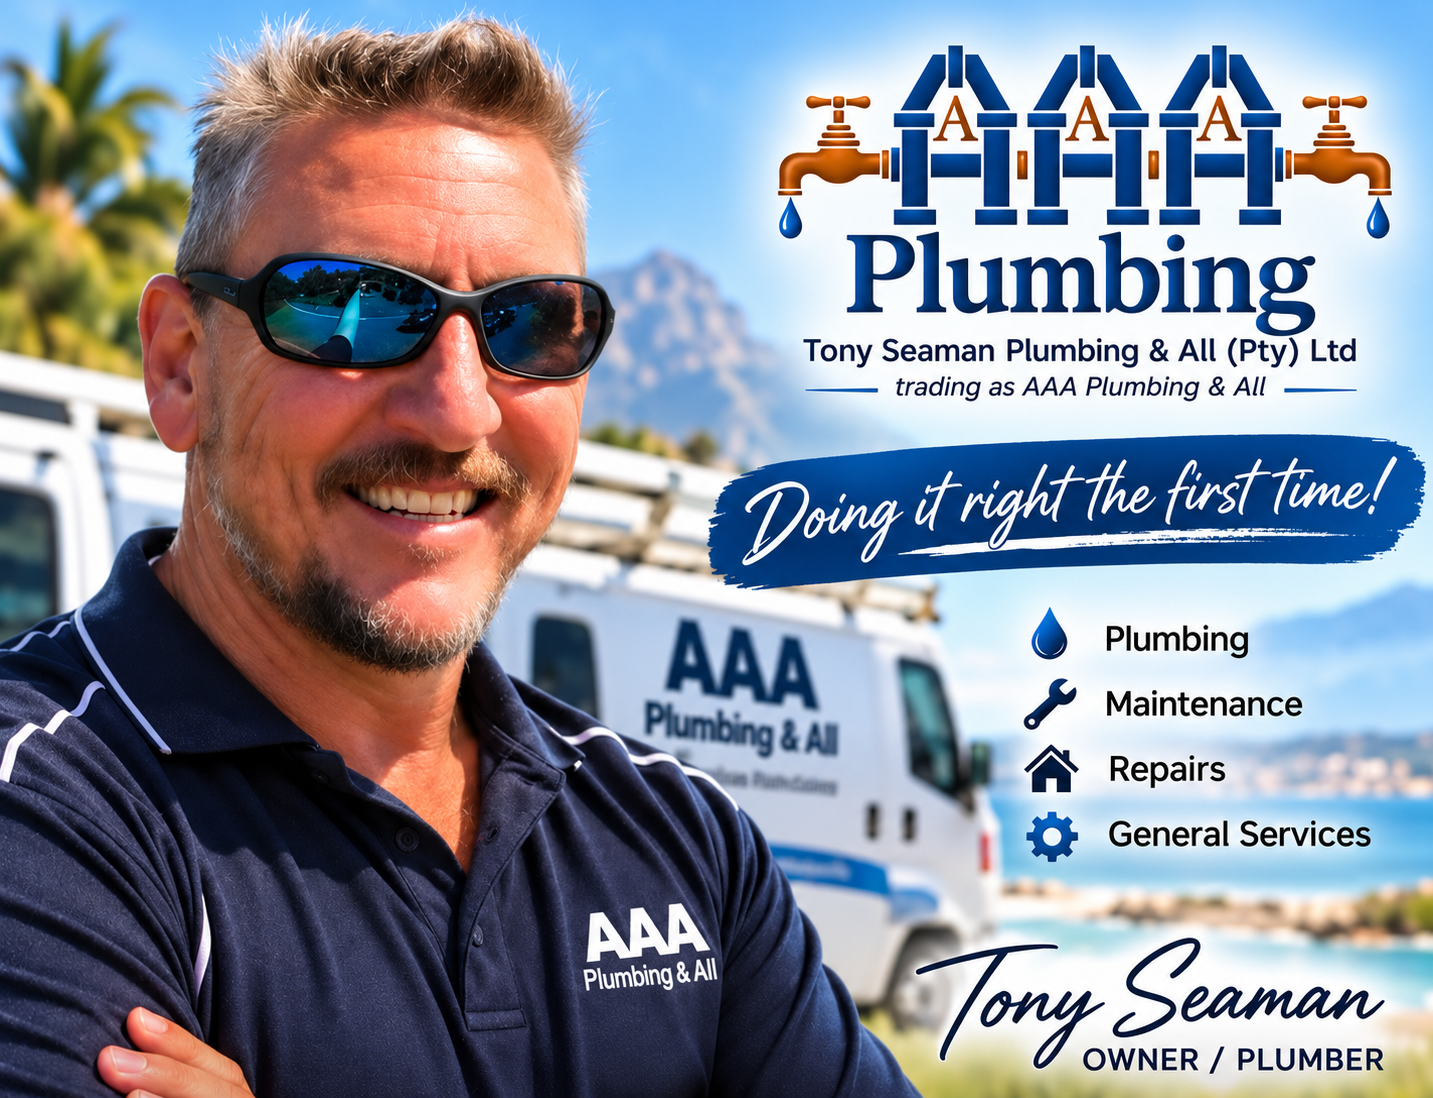 A A A
Plumbing
Tony Seaman Plumbing & All (Pty) Ltd
trading as AAA Plumbing & All
Doing it right the first time!
Plumbing
Maintenance
Repairs
General Services
AAA
Plumbing & All
AAA
Plumbing & All
Tony Seaman
OWNER / PLUMBER